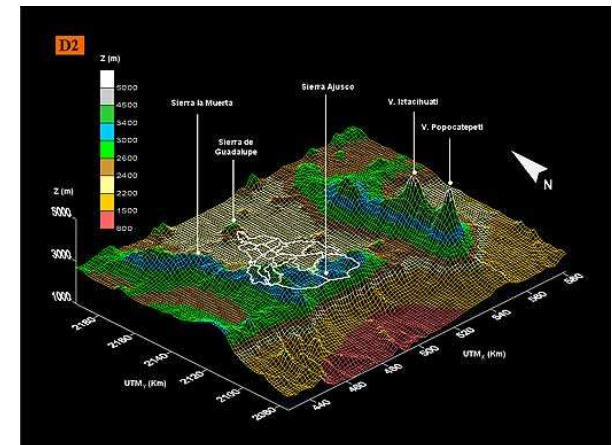 D2
Z (m)
5000
4500
3400
3000
2600
2400
2200
1500
800
Sierra la Muerta
Sierra de
Guadalupe
Sierra Ajusco
V. Iztacihuatl
V. Popocatepetl
N
Z (m)
5000
3000
1000
2180
2160
2140
2120
2100
2080
UTMY (Km)
440
460
480
500
520
540
560
580
UTMX (Km)